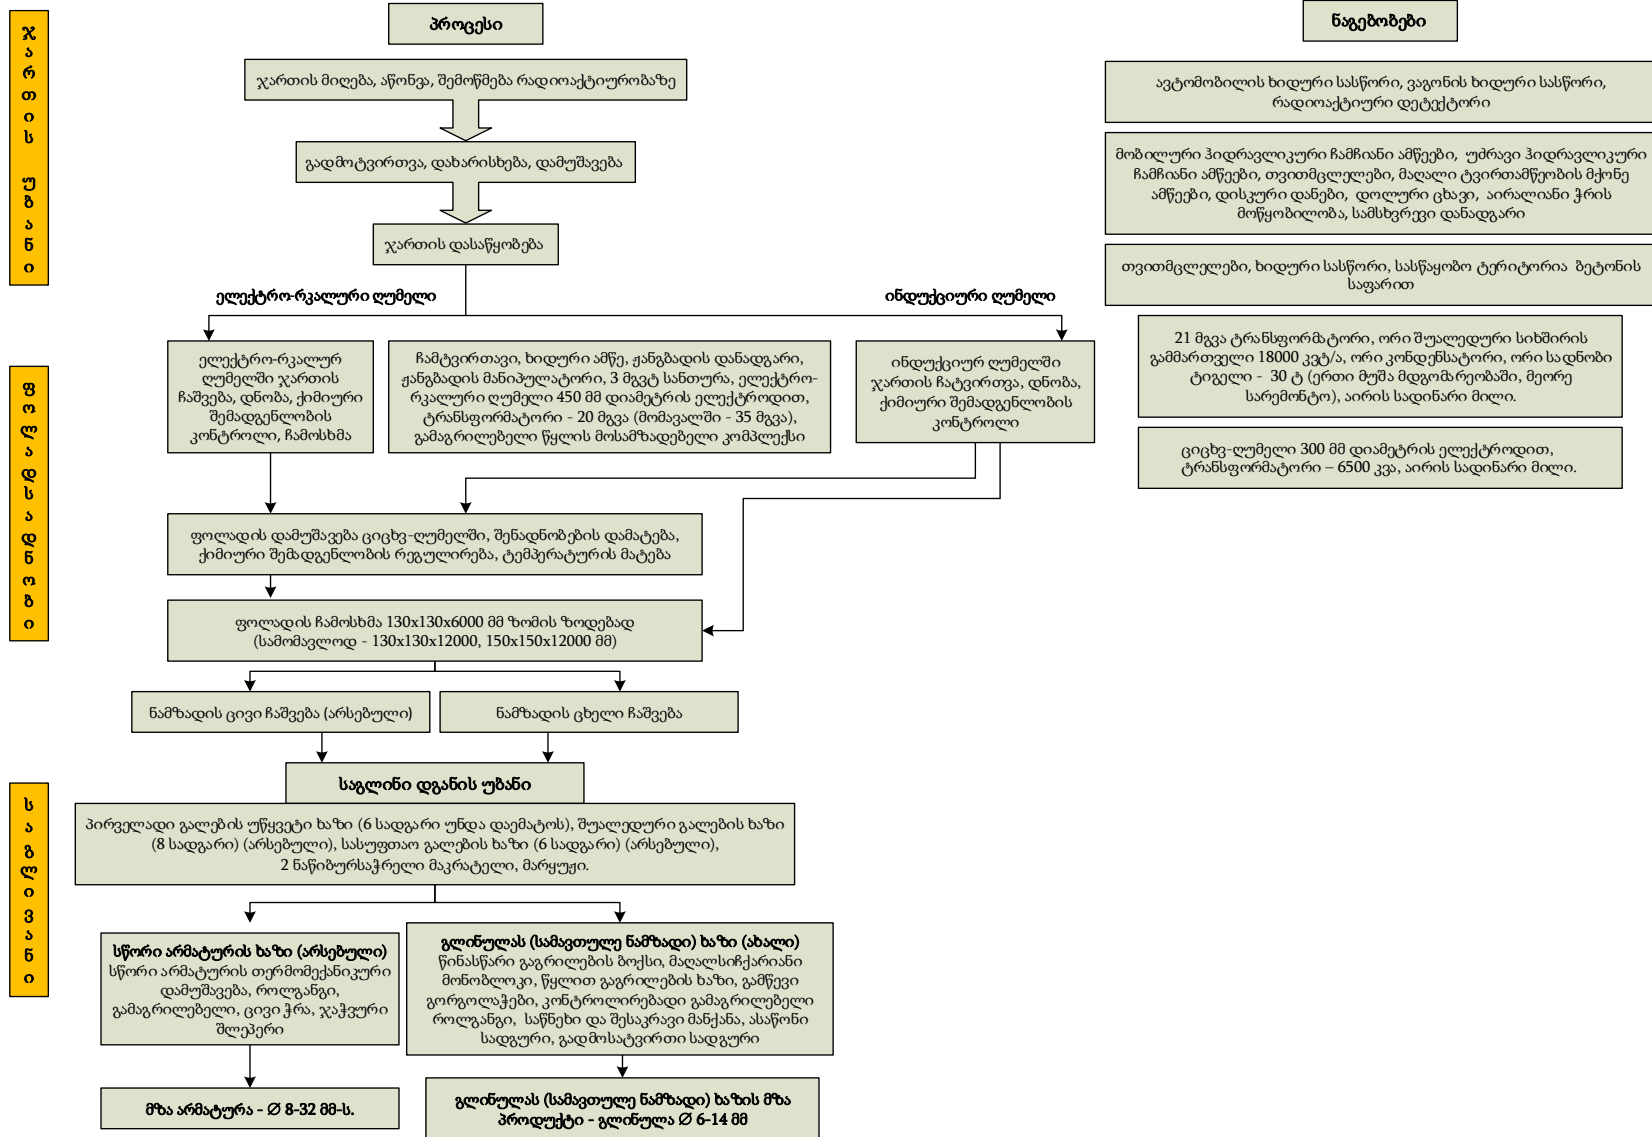 პროცესი
ნაგებობები
ჯართის უბანი
ჯართის მიღება, აწონვა, შემოწმება რადიოაქტიურობაზე
გადმოტვირთვა, დახარისხება, დამუშავება
ჯართის დასაწყობება
ავტომობილის ხიდური სასწორი, ვაგონის ხიდური სასწორი,
რადიოაქტიური დეტექტორი
მობილური ჰიდრავლიკური ჩამჩიანი ამწეები, უძრავი ჰიდრავლიკური
ჩამჩიანი ამწეები, თვითმცლელები, მაღალი ტვირთამწეობის მქონე
ამწეები, დისკური დანები, დოლური ცხავი, აირალიანი ჭრის
მოწყობილობა, სამსხვრევი დანადგარი
თვითმცლელები, ხიდური სასწორი, სასწაყობო ტერიტორია ბეტონის
საფარით
ელექტრო-რკალური ღუმელი
ინდუქციური ღუმელი
ფოლადსადნობი
ელექტრო-რკალურ
ღუმელში ჯართის
ჩაშვება, დნობა, ქიმიური
შემადგენლობის
კონტროლი, ჩამოსხმა
ჩამტვირთავი, ხიდური ამწე, ჟანგბადის დანადგარი,
ჟანგბადის მანიპულატორი, 3 მგვტ სანთურა, ელექტრო-
რკალური ღუმელი 450 მმ დიამეტრის ელექტროდით,
ტრანსფორმატორი - 20 მგვა (მომავალში - 35 მგვა),
გამაგრილებელი წყლის მოსამზადებელი კომპლექსი
ინდუქციურ ღუმელში
ჯართის ჩატვირთვა, დნობა,
ქიმიური შემადგენლობის
კონტროლი
21 მგვა ტრანსფორმატორი, ორი შუალედური სიხშირის
გამმართველი 18000 კვტ/ა, ორი კონდენსატორი, ორი სადნობი
ტიგელი - 30 ტ (ერთი მუშა მდგომარეობაში, მეორე
სარემონტო), აირის სადინარი მილი.
ციცხვ-ღუმელი 300 მმ დიამეტრის ელექტროდით,
ტრანსფორმატორი – 6500 კვა, აირის სადინარი მილი.
ფოლადის დამუშავება ციცხვ-ღუმელში, შენადნობების დამატება,
ქიმიური შემადგენლობის რეგულირება, ტემპერატურის მატება
ფოლადის ჩამოსხმა 130x130x6000 მმ ზომის ზოდებად
(სამომავლოდ - 130x130x12000, 150x150x12000 მმ)
ნამზადის ცივი ჩაშვება (არსებული)
ნამზადის ცხელი ჩაშვება
საგლივანი
საგლინი დგანის უბანი
პირველადი გალების უწყვეტი ხაზი (6 სადგარი უნდა დაემატოს), შუალედური გალების ხაზი
(8 სადგარი) (არსებული), სასუფთაო გალების ხაზი (6 სადგარი) (არსებული),
2 ნაწიბურსაჭრელი მაკრატელი, მარყუჟი.
სწორი არმატურის ხაზი (არსებული)
სწორი არმატურის თერმომექანიკური
დამუშავება, როლგანგი,
გამაგრილებელი, ცივი ჭრა, ჯაჭვური
შლეპერი
გლინულას (სამავთულე ნამზადი) ხაზი (ახალი)
წინასწარი გაგრილების ბოქსი, მაღალსიჩქარიანი
მონობლოკი, წყლით გაგრილების ხაზი, გამწევი
გორგოლაჭები, კონტროლირებადი გამაგრილებელი
როლგანგი, საწნეხი და შესაკრავი მანქანა, ასაწონი
სადგური, გადმოსატვირთი სადგური
მზა არმატურა - Ø 8-32 მმ-ს.
გლინულას (სამავთულე ნამზადი) ხაზის მზა
პროდუქტი - გლინულა Ø 6-14 მმ